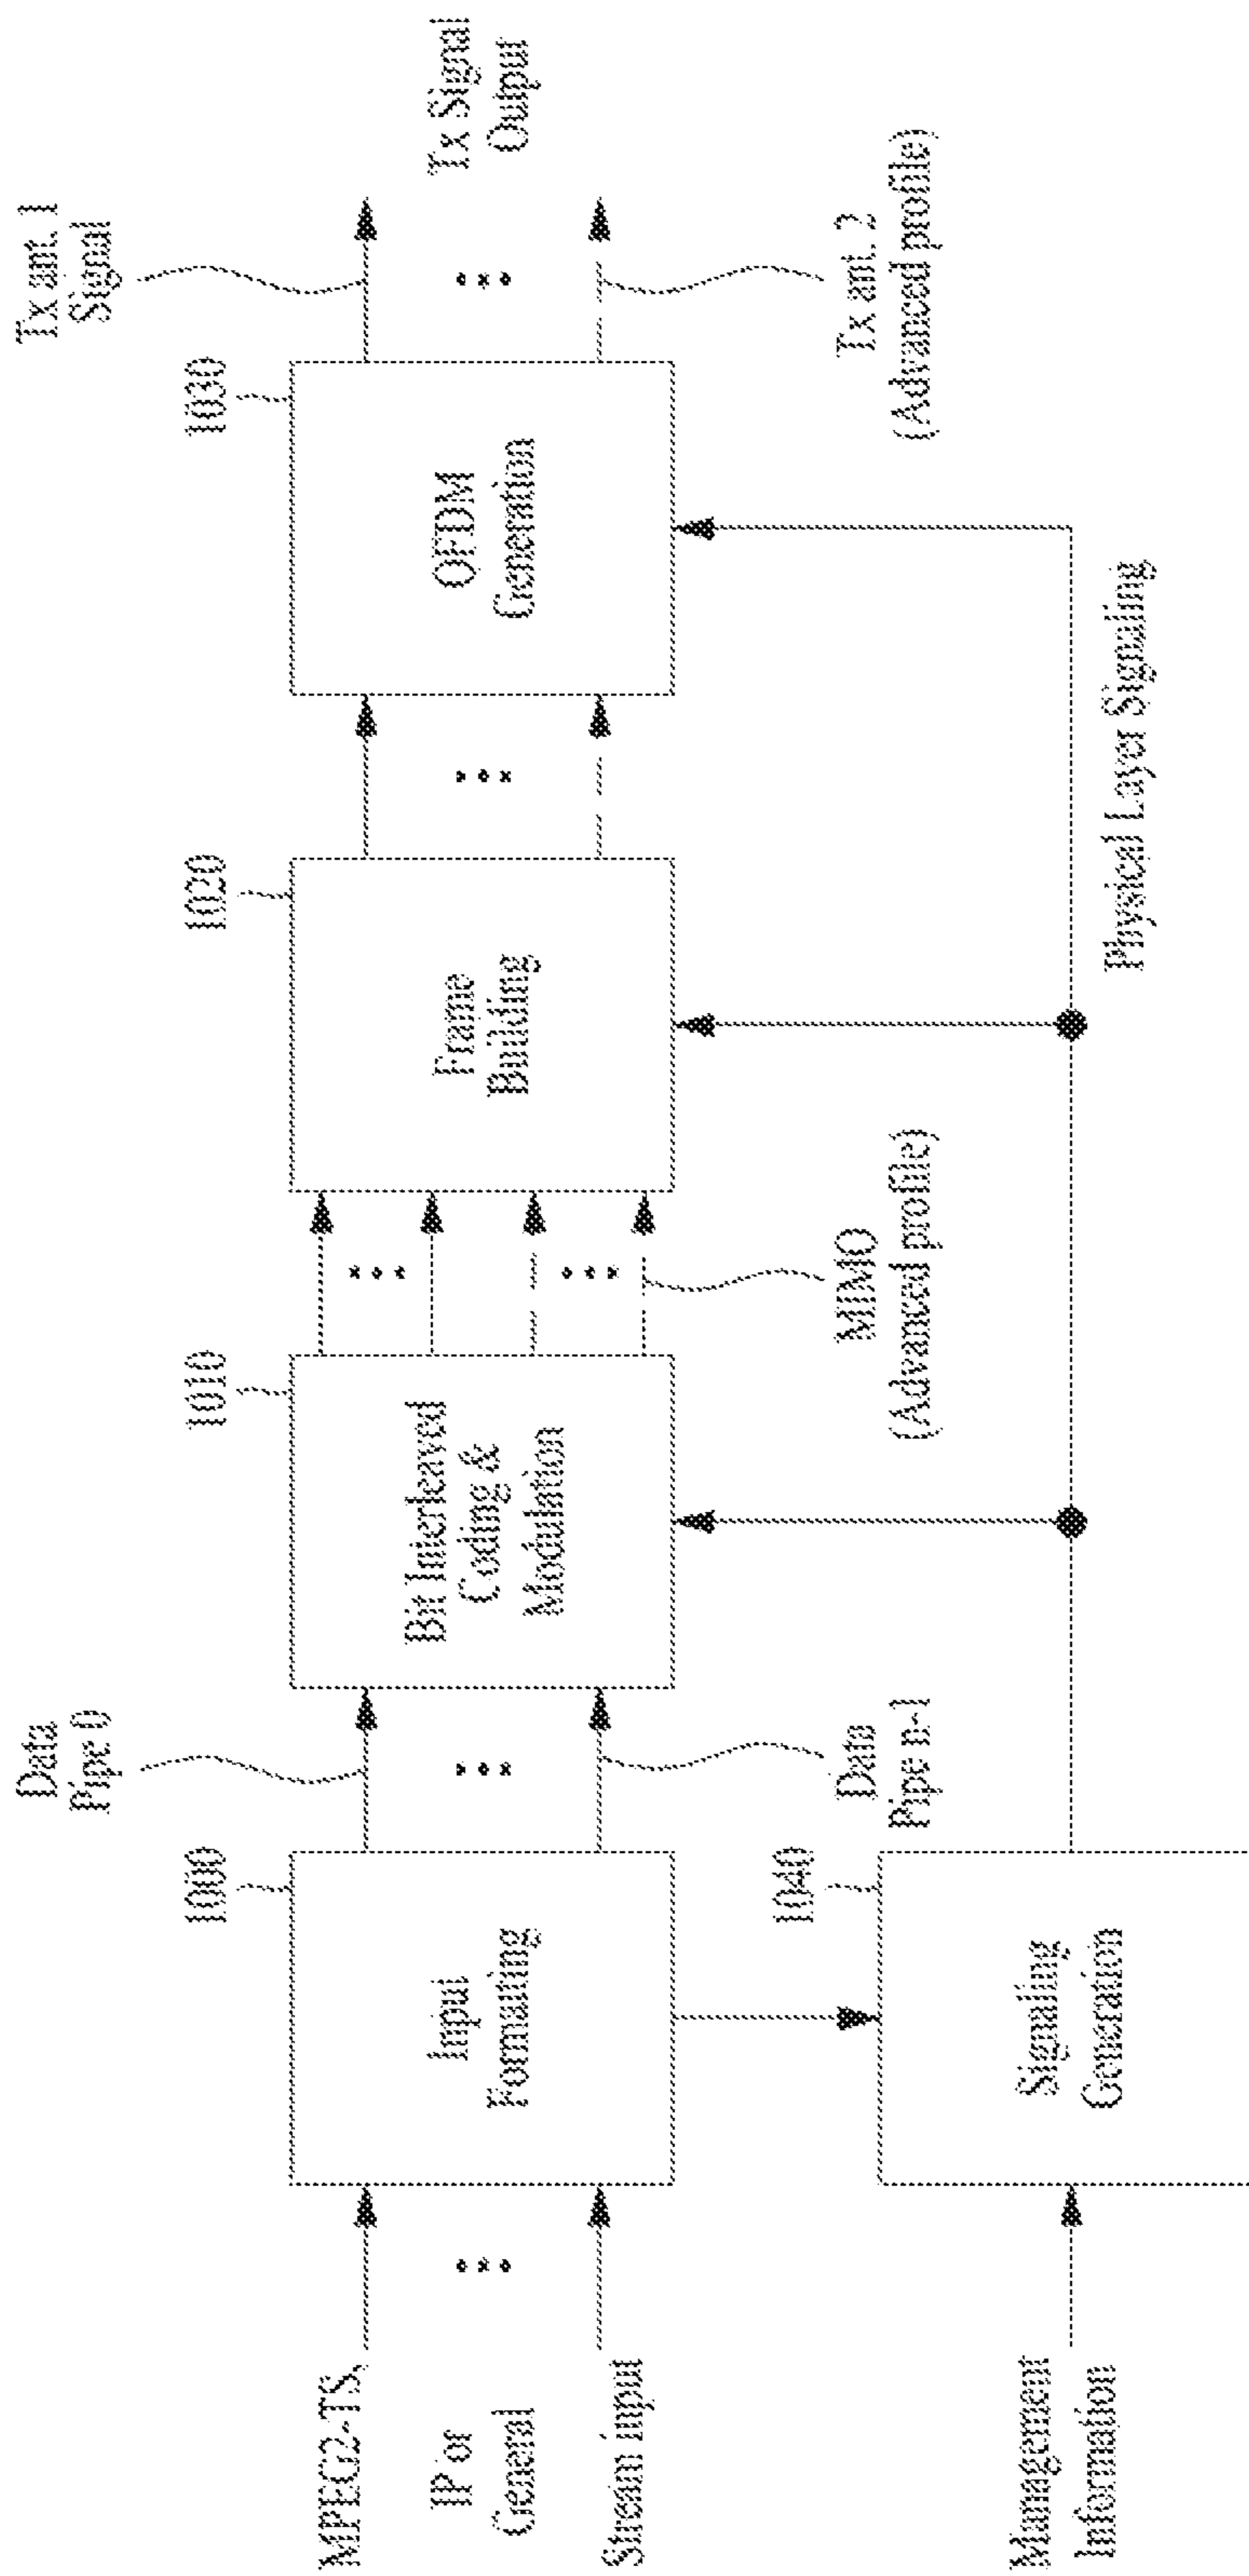 MPEG2-TS,
IP or
General
Stream input
Management
Information
1000
Input
Formatting
1040
Signaling
Generation
Data
Pipe 0
Data
Pipe n-1
1010
Bit Interleaved
Coding &
Modulation
MIMO
(Advanced profile)
1020
Frame
Building
Physical Layer Signaling
1030
OFDM
Generation
Tx ant. 1
Signal
Tx ant. 2
(Advanced profile)
Tx Signal
Output